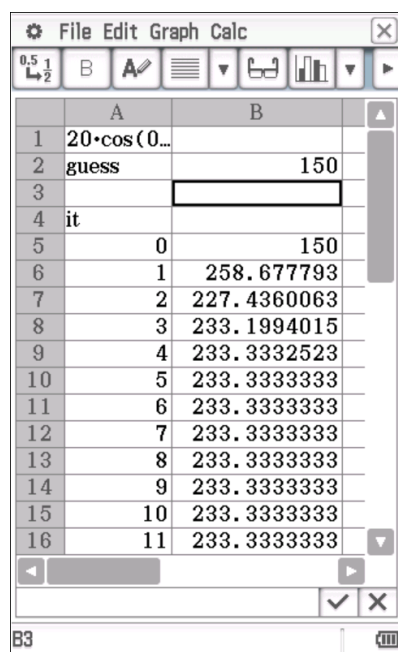 File Edit Graph Calc
0.5 1 2 B A
A B
1 20·cos(0...
2 guess 150
3
4 it
5 0 150
6 1 258.677793
7 2 227.4360063
8 3 233.1994015
9 4 233.3332523
10 5 233.3333333
11 6 233.3333333
12 7 233.3333333
13 8 233.3333333
14 9 233.3333333
15 10 233.3333333
16 11 233.3333333
B3